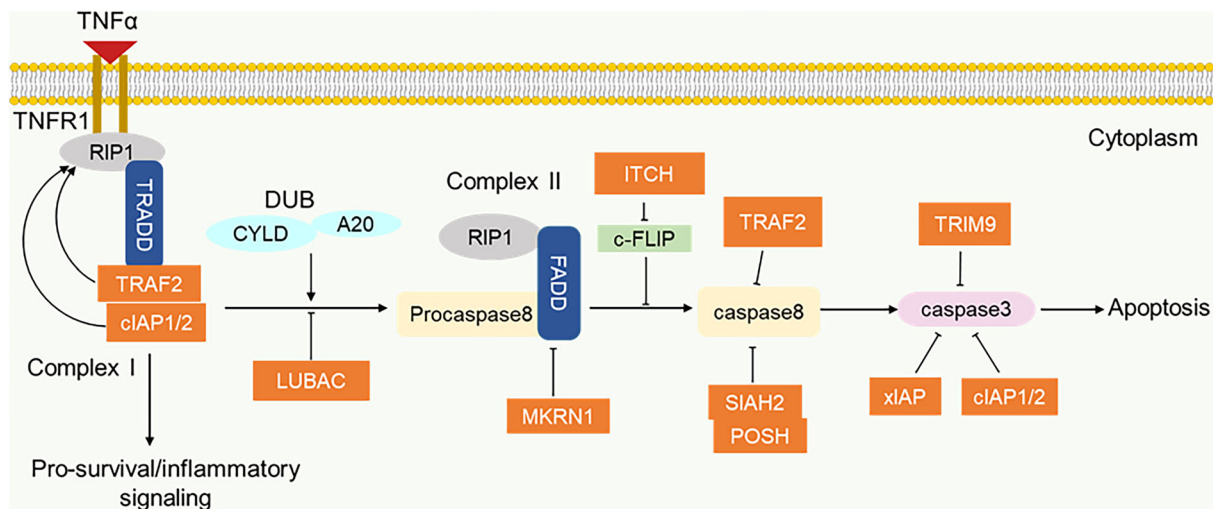 TNFα
TNFR1
Cytoplasm
RIP1
TRADD
TRAF2
cIAP1/2
Complex I
Pro-survival/inflammatory
signaling
DUB
CYLD
A20
LUBAC
Complex II
RIP1
FADD
Procaspase8
MKRN1
ITCH
c-FLIP
TRAF2
caspase8
SIAH2
POSH
TRIM9
caspase3
xIAP
cIAP1/2
Apoptosis